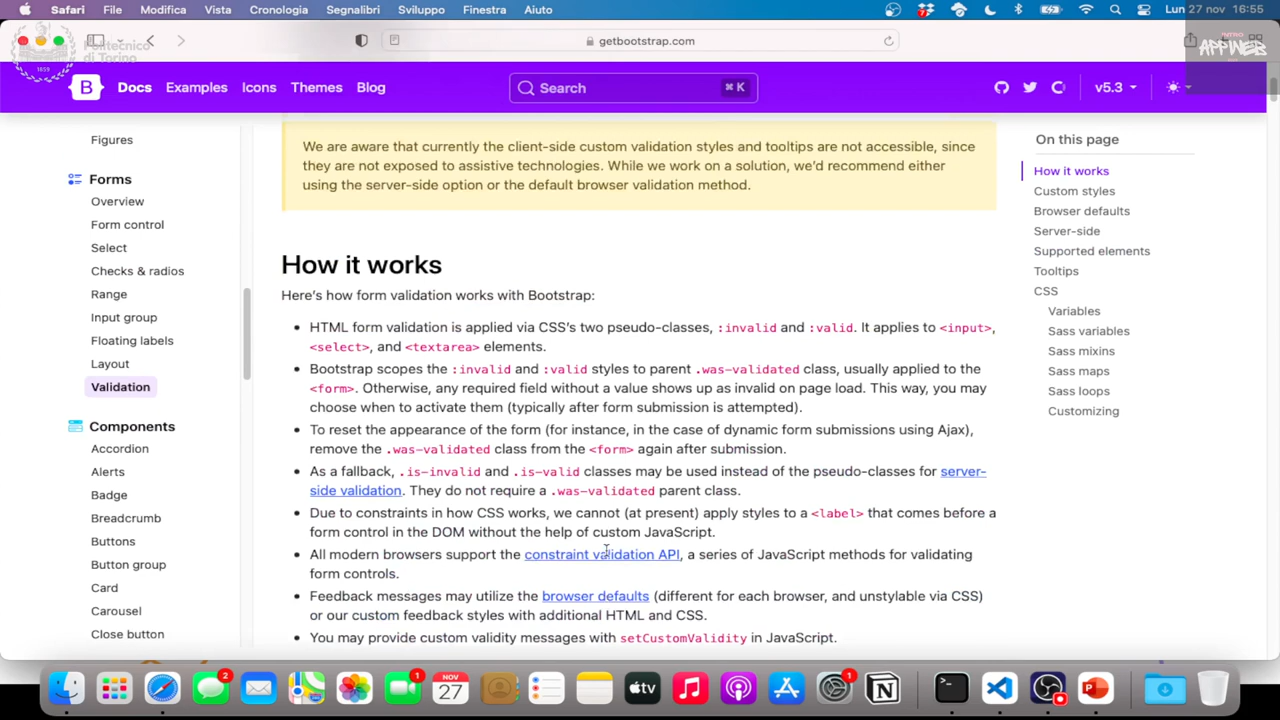 Safari File Modifica Vista Cronologia Segnalibri Sviluppo Finestra Aiuto Lun 27 nov 16:55
Politecnico
di Torino
1859
getbootstrap.com
INTRO
APPWEB
B Docs Examples Icons Themes Blog Search ⌘ K v5.3
Figures
Forms
Overview
Form control
Select
Checks & radios
Range
Input group
Floating labels
Layout
Validation
Components
Accordion
Alerts
Badge
Breadcrumb
Buttons
Button group
Card
Carousel
Close button
We are aware that currently the client-side custom validation styles and tooltips are not accessible, since
they are not exposed to assistive technologies. While we work on a solution, we'd recommend either
using the server-side option or the default browser validation method.
How it works
Here's how form validation works with Bootstrap:
• HTML form validation is applied via CSS's two pseudo-classes, :invalid and :valid. It applies to <input>,
<select>, and <textarea> elements.
• Bootstrap scopes the :invalid and :valid styles to parent .was-validated class, usually applied to the
<form>. Otherwise, any required field without a value shows up as invalid on page load. This way, you may
choose when to activate them (typically after form submission is attempted).
• To reset the appearance of the form (for instance, in the case of dynamic form submissions using Ajax),
remove the .was-validated class from the <form> again after submission.
• As a fallback, .is-invalid and .is-valid classes may be used instead of the pseudo-classes for server-
side validation. They do not require a .was-validated parent class.
• Due to constraints in how CSS works, we cannot (at present) apply styles to a <label> that comes before a
form control in the DOM without the help of custom JavaScript.
• All modern browsers support the constraint validation API, a series of JavaScript methods for validating
form controls.
• Feedback messages may utilize the browser defaults (different for each browser, and unstylable via CSS)
or our custom feedback styles with additional HTML and CSS.
• You may provide custom validity messages with setCustomValidity in JavaScript.
On this page
How it works
Custom styles
Browser defaults
Server-side
Supported elements
Tooltips
CSS
Variables
Sass variables
Sass mixins
Sass maps
Sass loops
Customizing
2 1 NOV 27 tv 1